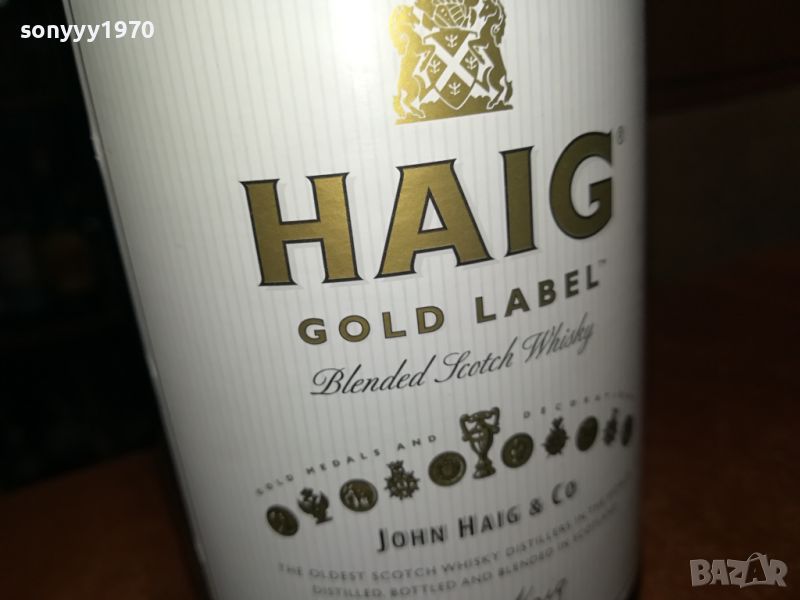 sonyyy1970
HAIG®
GOLD LABEL™
Blended Scotch Whisky
GOLD MEDALS AND DECORATIONS
JOHN HAIG & CO
THE OLDEST SCOTCH WHISKY DISTILLERS IN THE
DISTILLED, BOTTLED AND BLENDED IN SCOTLAND
BAZAR